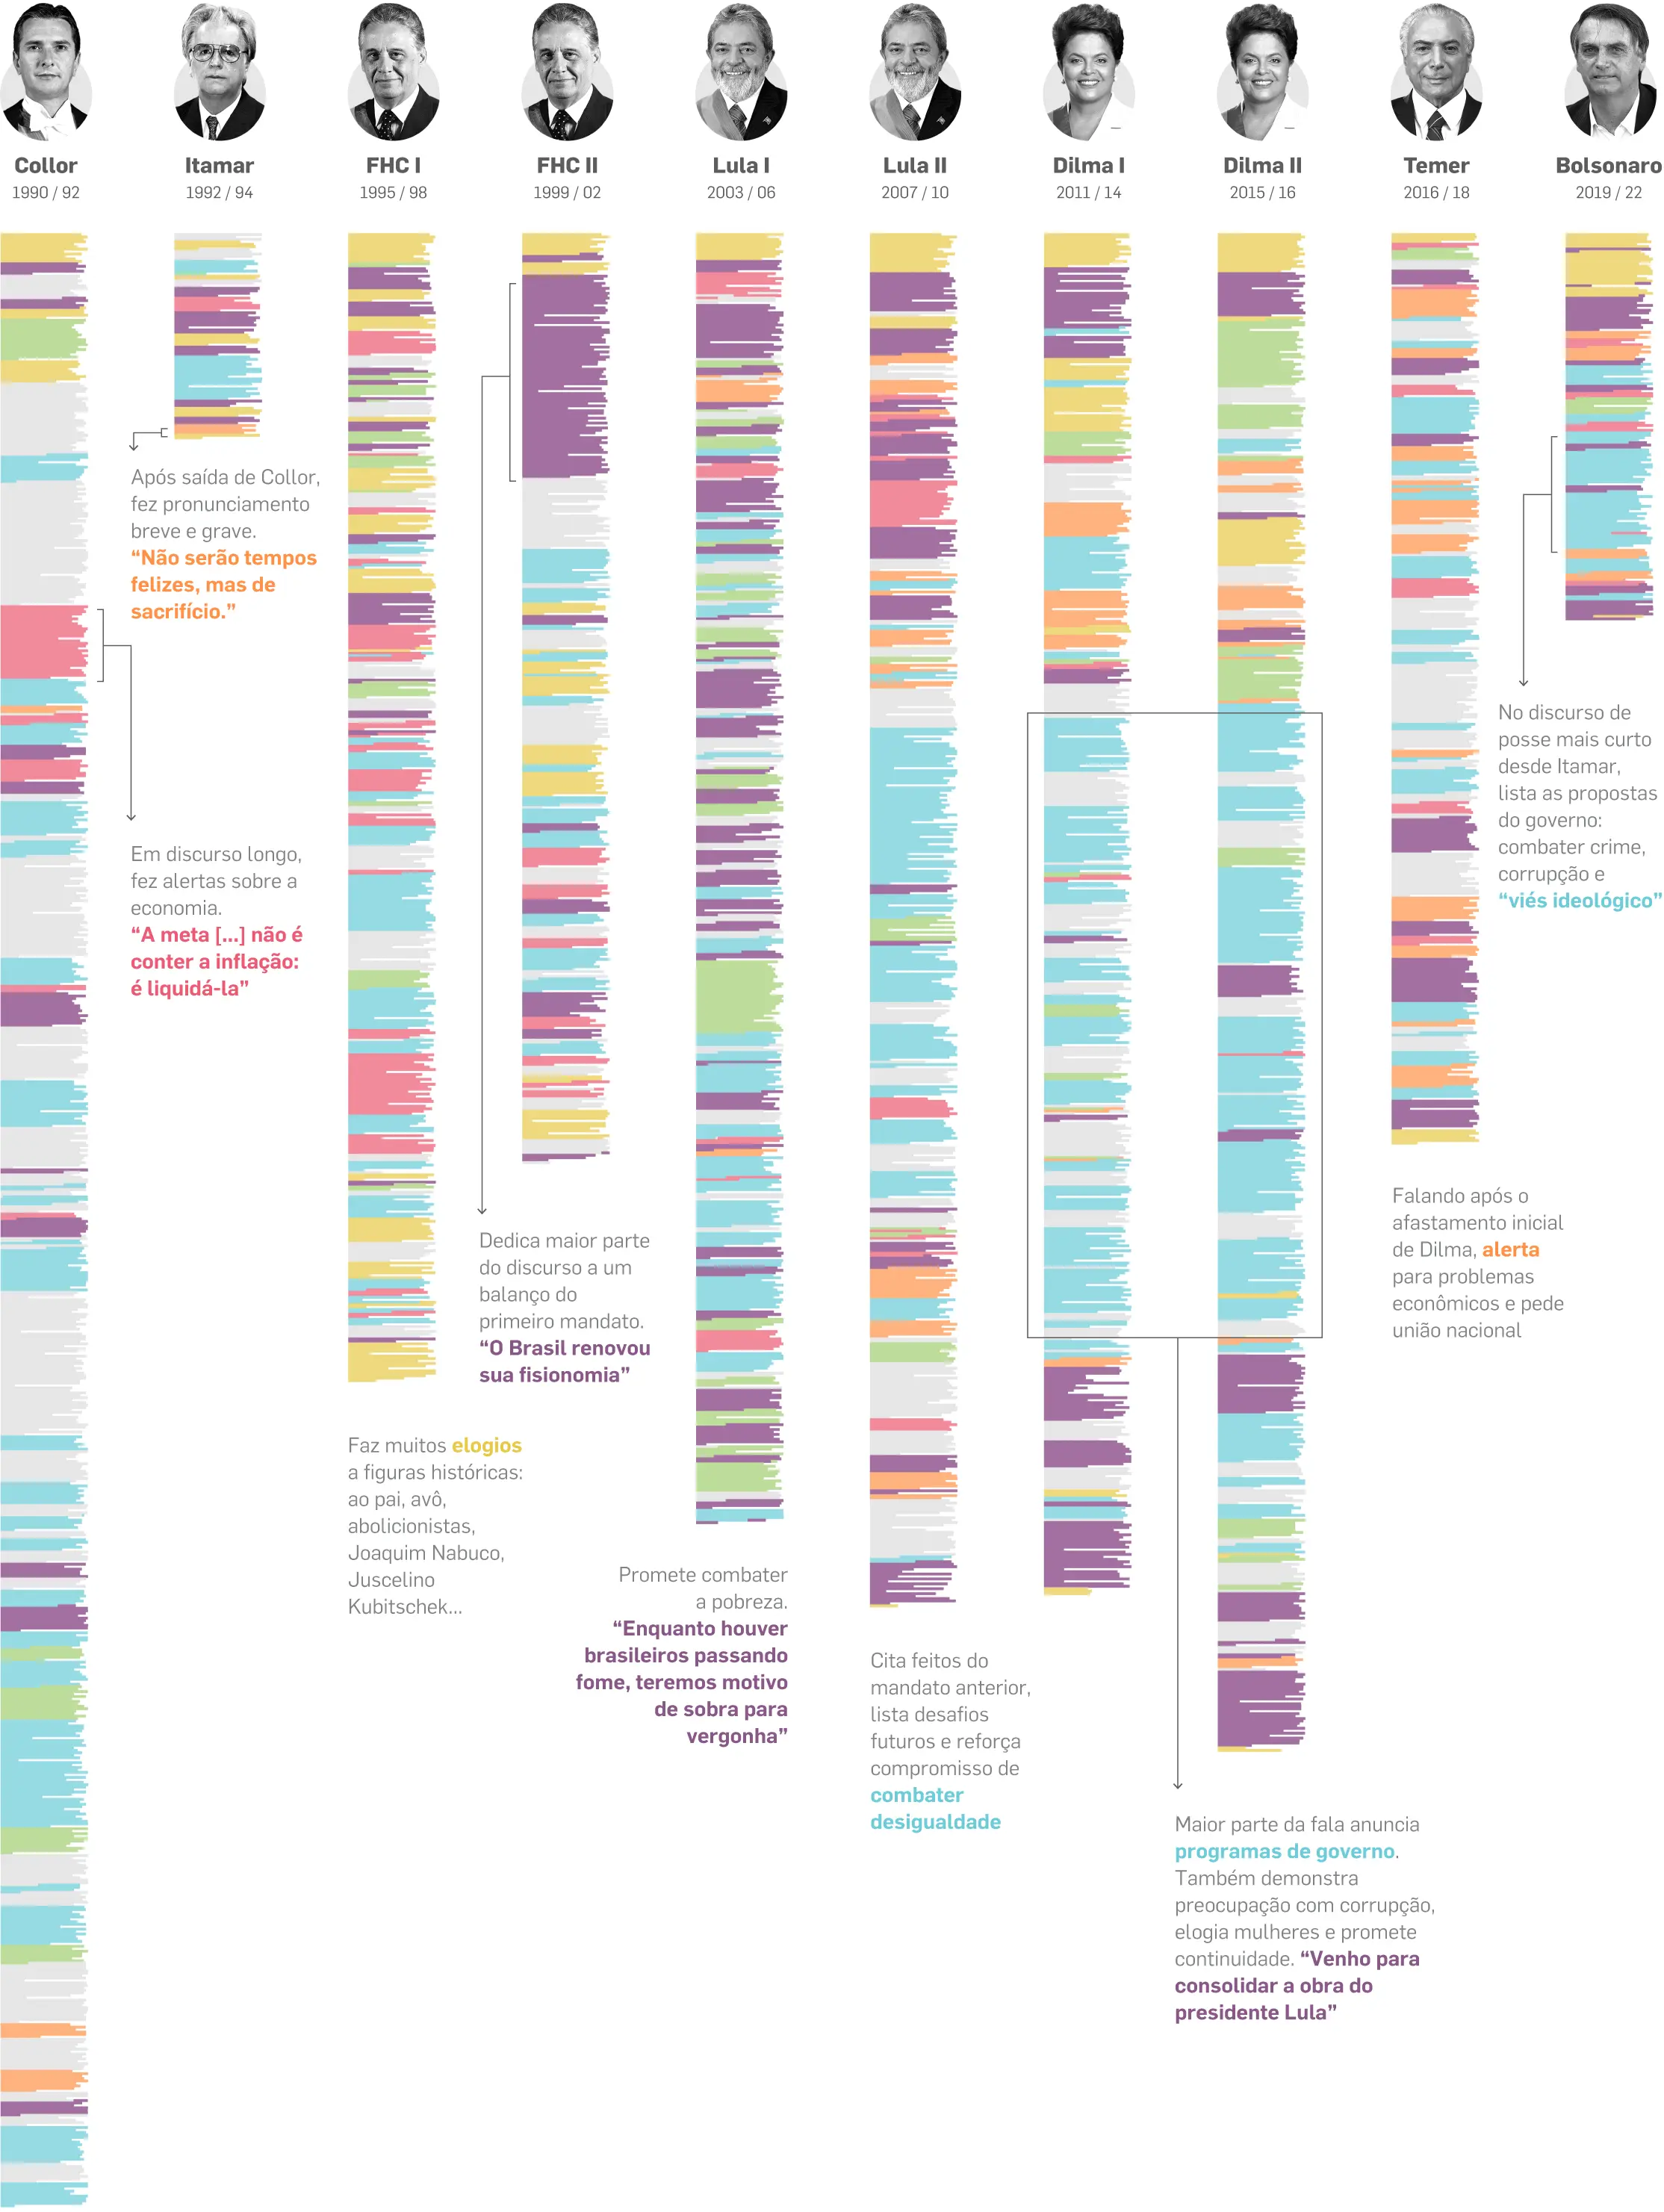 Collor
1990 / 92
Itamar
1992 / 94
FHC I
1995 / 98
FHC II
1999 / 02
Lula I
2003 / 06
Lula II
2007 / 10
Dilma I
2011 / 14
Dilma II
2015 / 16
Temer
2016 / 18
Bolsonaro
2019 / 22
Após saída de Collor,
fez pronunciamento
breve e grave.
“Não serão tempos
felizes, mas de
sacrifício.”
Em discurso longo,
fez alertas sobre a
economia.
“A meta [...] não é
conter a inflação:
é liquidá-la”
Faz muitos elogios
a figuras históricas:
ao pai, avô,
abolicionistas,
Joaquim Nabuco,
Juscelino
Kubitschek...
Dedica maior parte
do discurso a um
balanço do
primeiro mandato.
“O Brasil renovou
sua fisionomia”
Promete combater
a pobreza.
“Enquanto houver
brasileiros passando
fome, teremos motivo
de sobra para
vergonha”
Cita feitos do
mandato anterior,
lista desafios
futuros e reforça
compromisso de
combater
desigualdade
Maior parte da fala anuncia
programas de governo.
Também demonstra
preocupação com corrupção,
elogia mulheres e promete
continuidade. “Venho para
consolidar a obra do
presidente Lula”
Falando após o
afastamento inicial
de Dilma, alerta
para problemas
econômicos e pede
união nacional
No discurso de
posse mais curto
desde Itamar,
lista as propostas
do governo:
combater crime,
corrupção e
“viés ideológico”